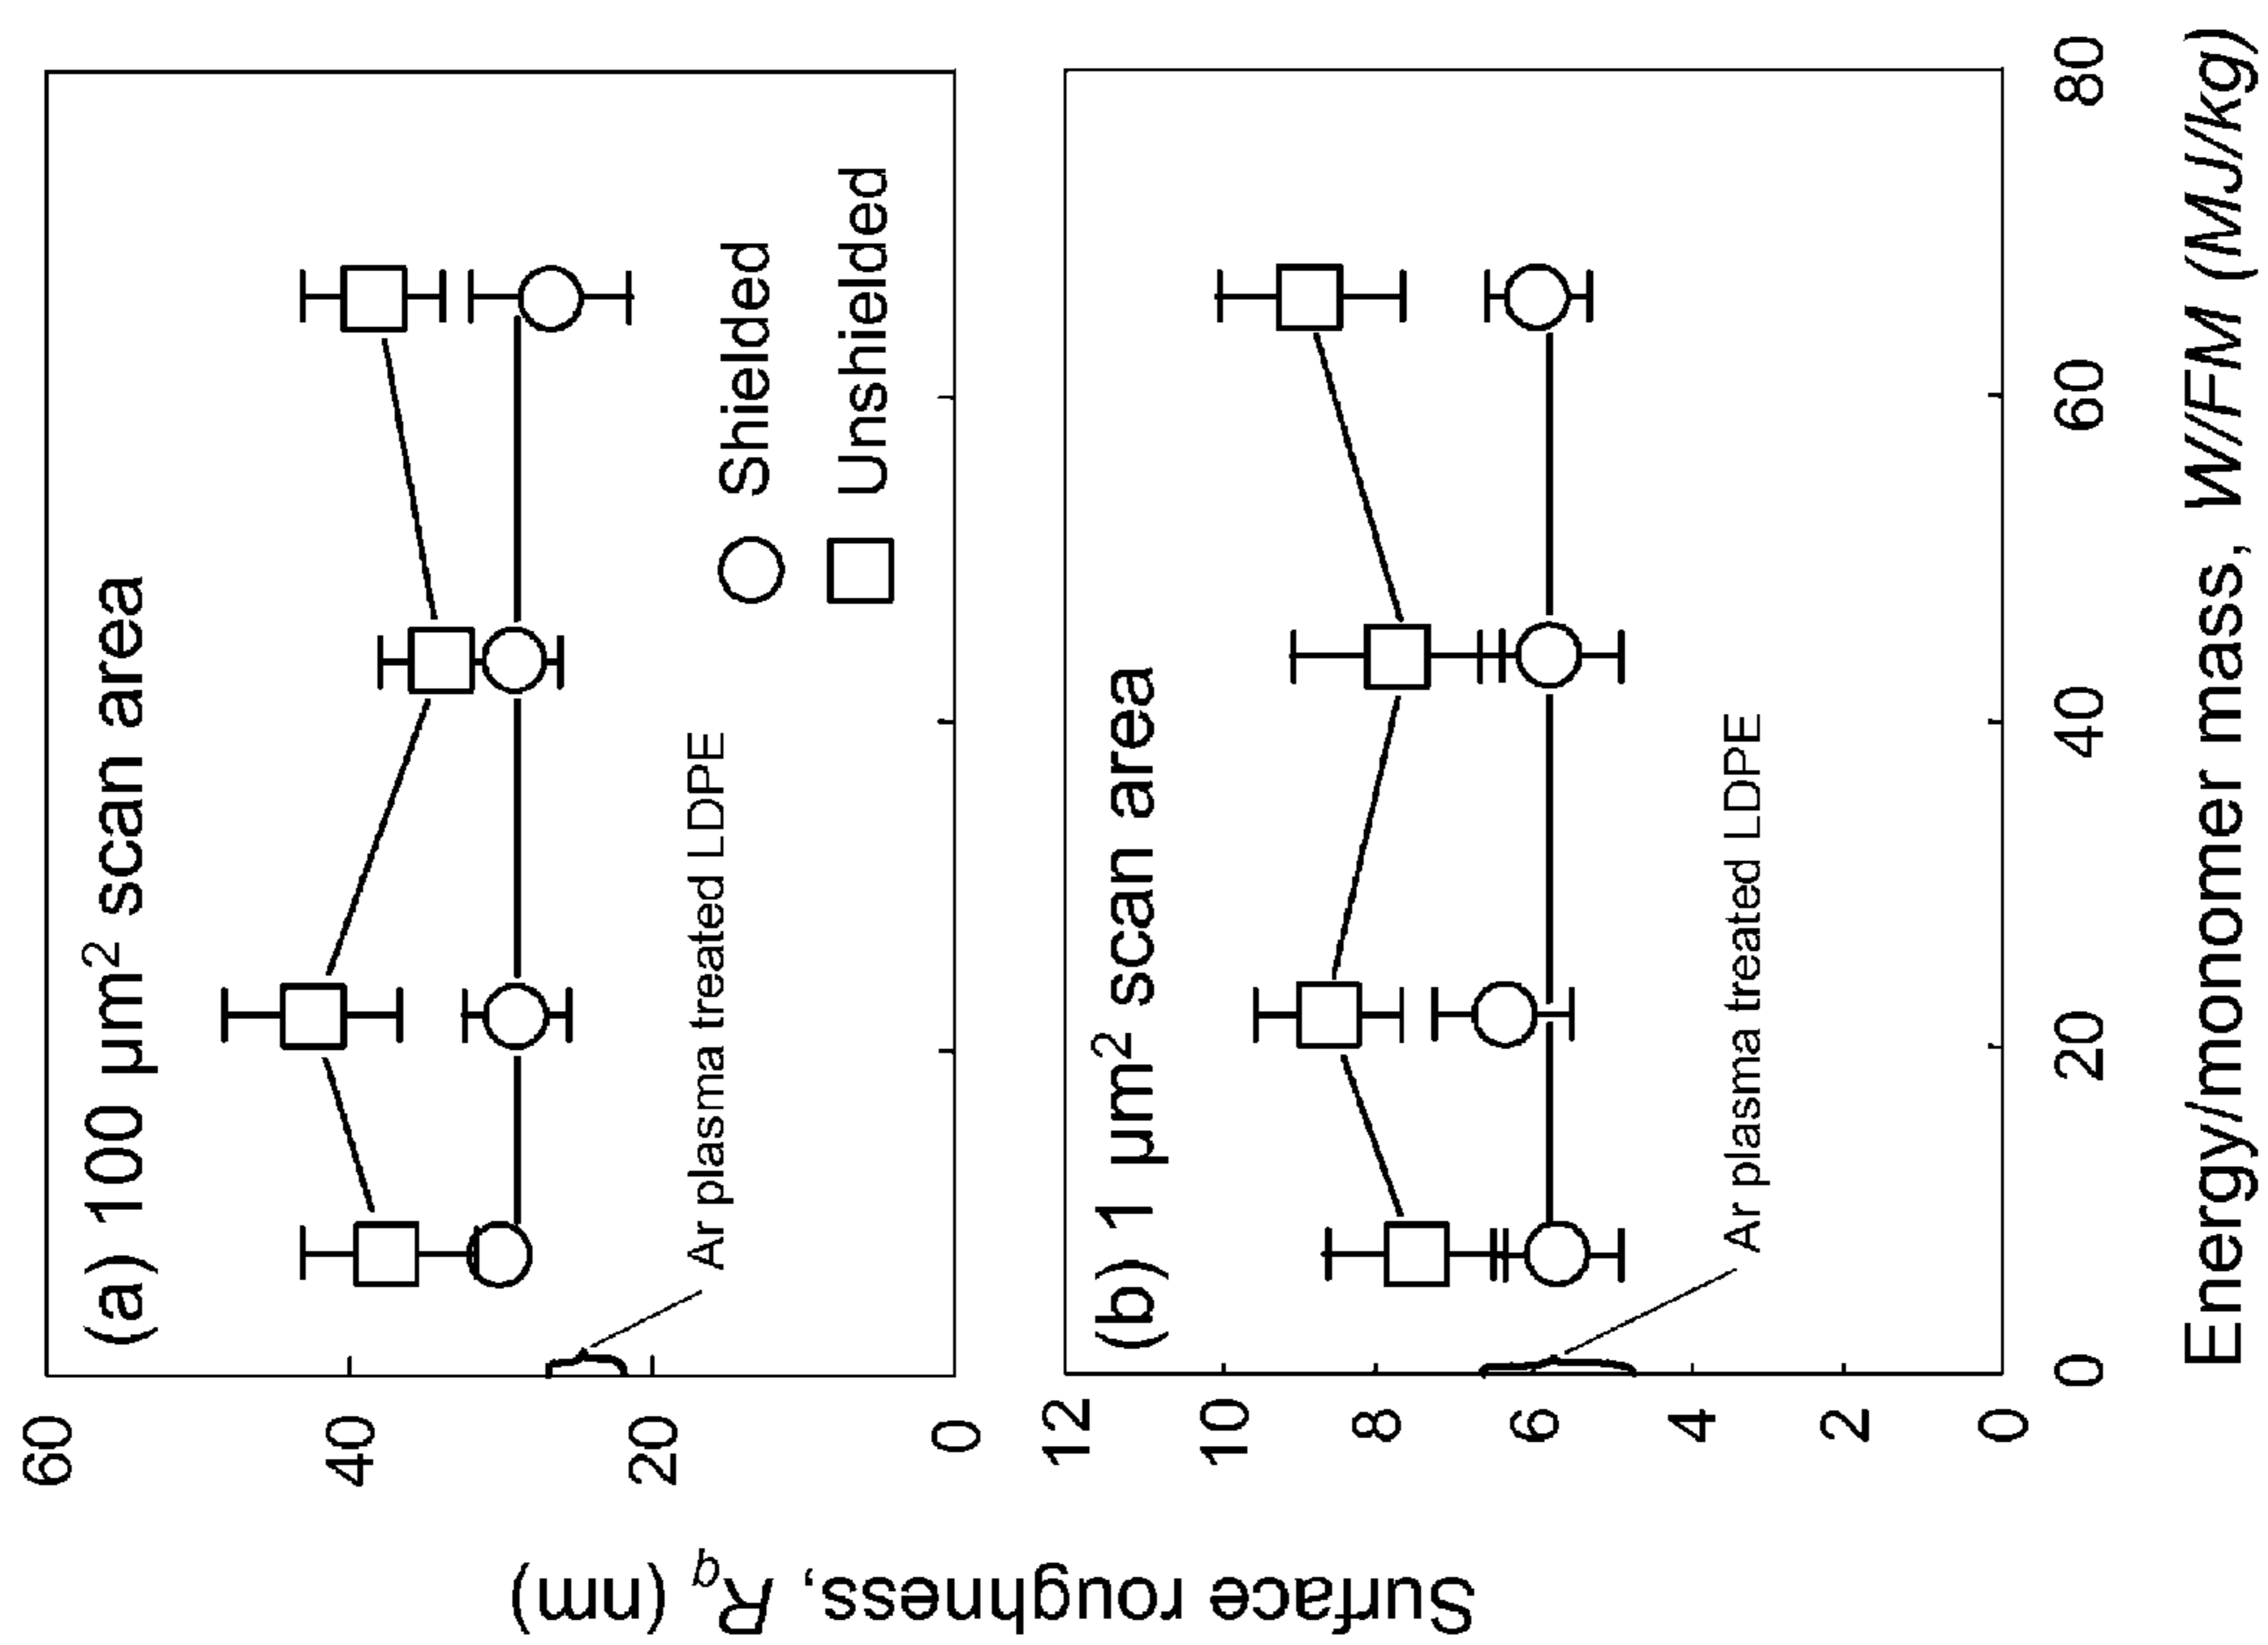 (a) 100 μm² scan area
60
40
20
0
Ar plasma treated LDPE
Shielded
Unshielded
(b) 1 μm² scan area
12
10
8
6
4
2
0
Ar plasma treated LDPE
0 20 40 60 80
Energy/monomer mass, W/FM (MJ/kg)
Surface roughness, Rq (nm)